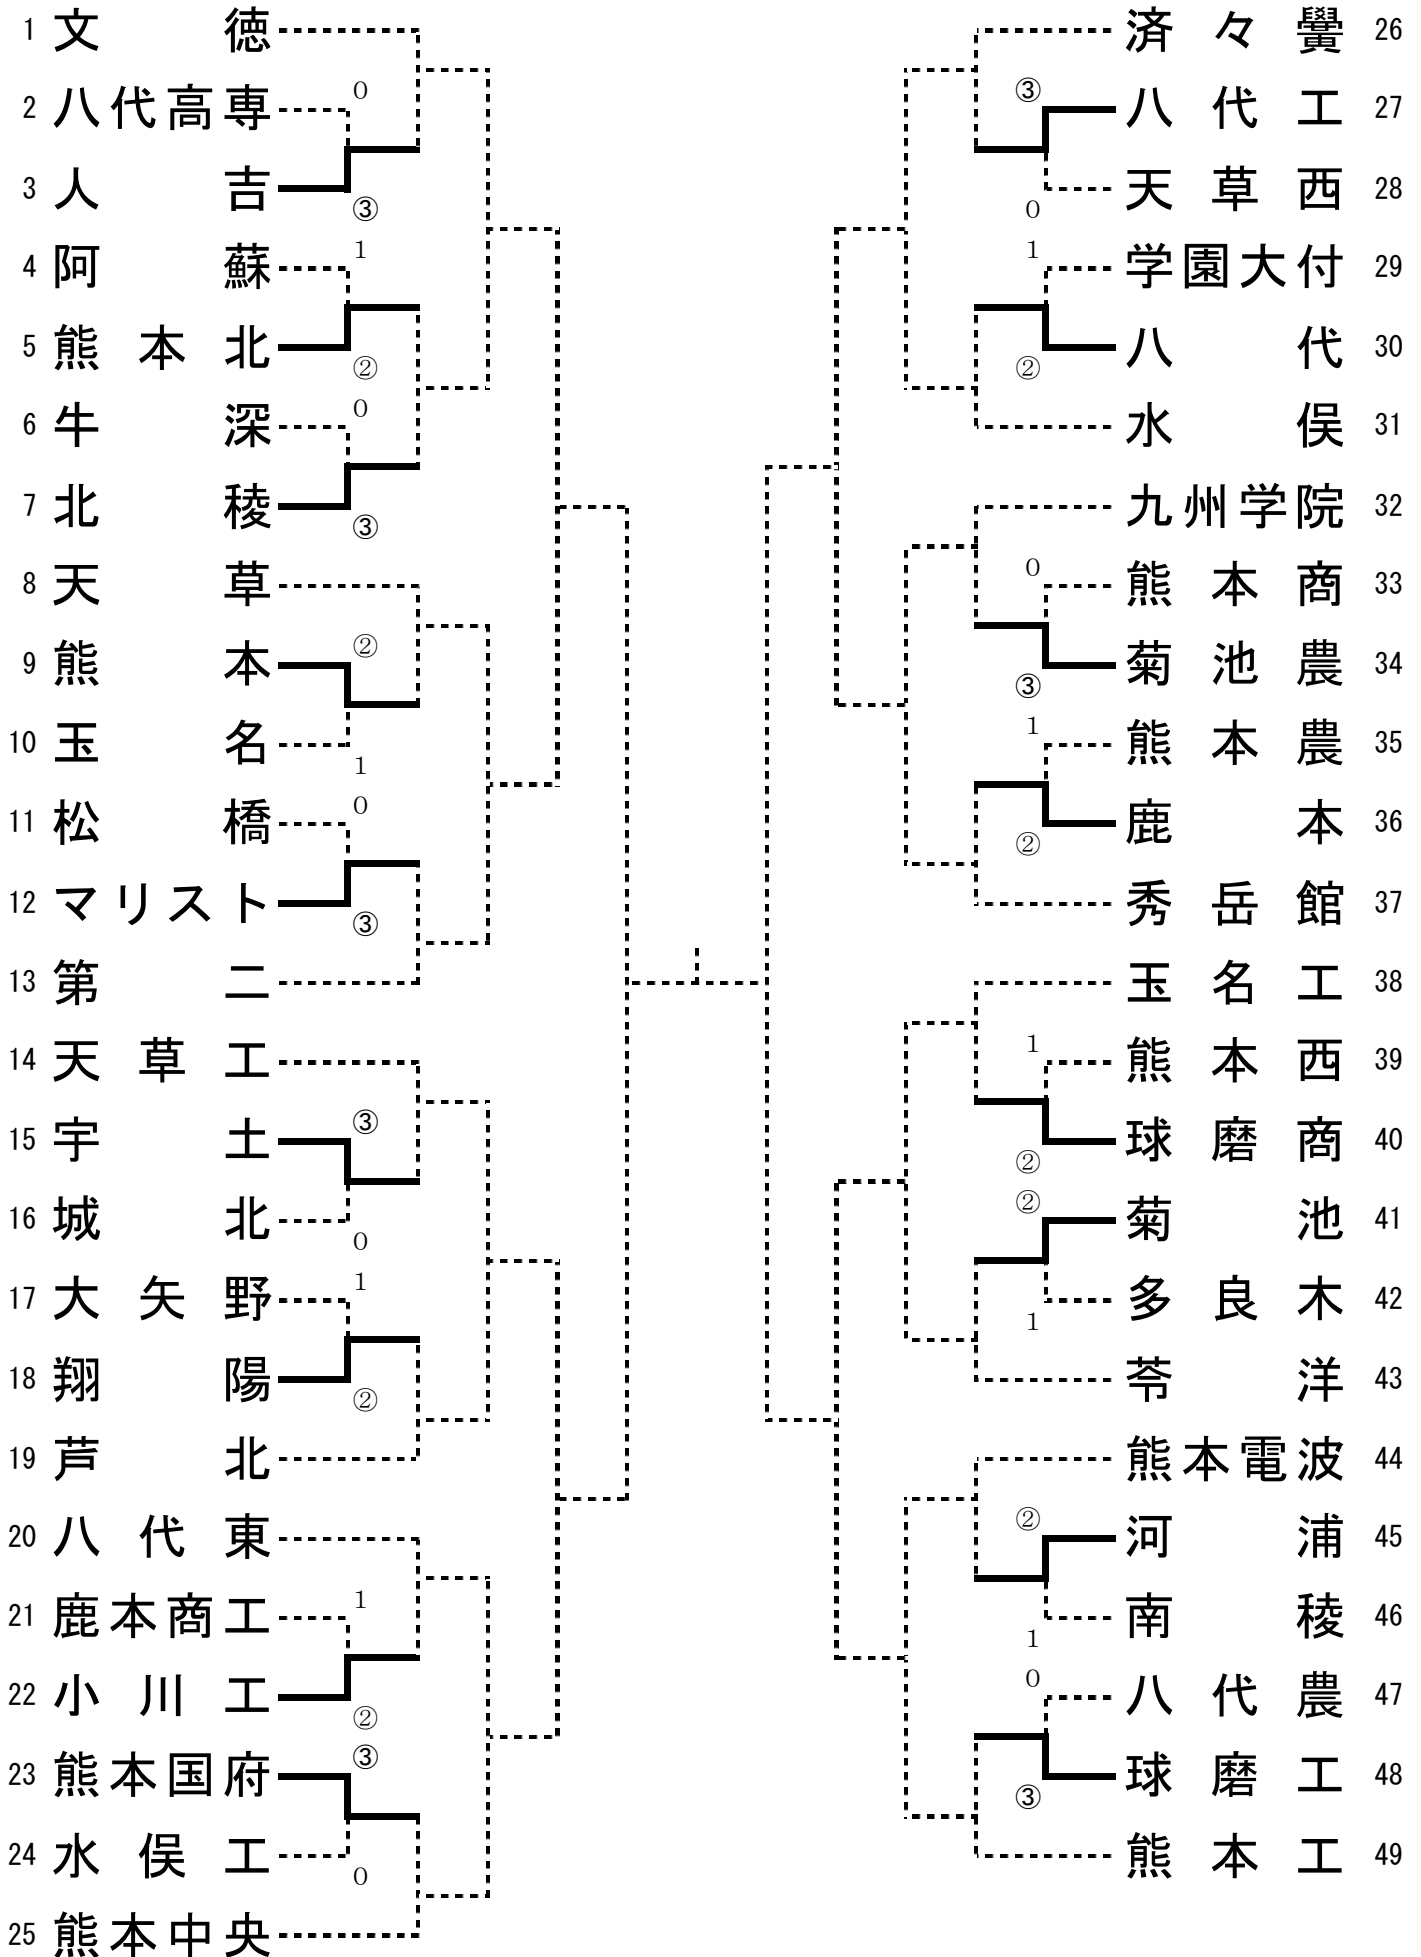 1 文徳
0
2 八代高専
3 人吉
③
1
4 阿蘇
5 熊本北
②
0
6 牛深
7 北稜
③
8 天草
②
9 熊本
10 玉名
1
0
11 松橋
12 マリスト
③
13 第二
14 天草工
③
15 宇土
16 城北
0
1
17 大矢野
18 翔陽
②
19 芦北
20 八代東
1
21 鹿本商工
22 小川工
②
③
23 熊本国府
24 水俣工
0
25 熊本中央
済々黌 26
③
八代工 27
天草西 28
0
1
学園大付 29
八代 30
②
水俣 31
九州学院 32
0
熊本商 33
菊池農 34
③
1
熊本農 35
鹿本 36
②
秀岳館 37
玉名工 38
1
熊本西 39
球磨商 40
②
②
菊池 41
多良木 42
1
苓洋 43
熊本電波 44
②
河浦 45
南稜 46
1
0
八代農 47
球磨工 48
③
熊本工 49